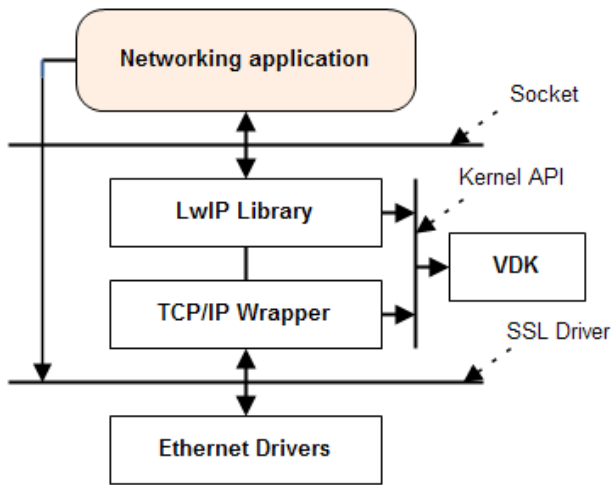 Networking application
Socket
Kernel API
LwIP Library
VDK
TCP/IP Wrapper
SSL Driver
Ethernet Drivers